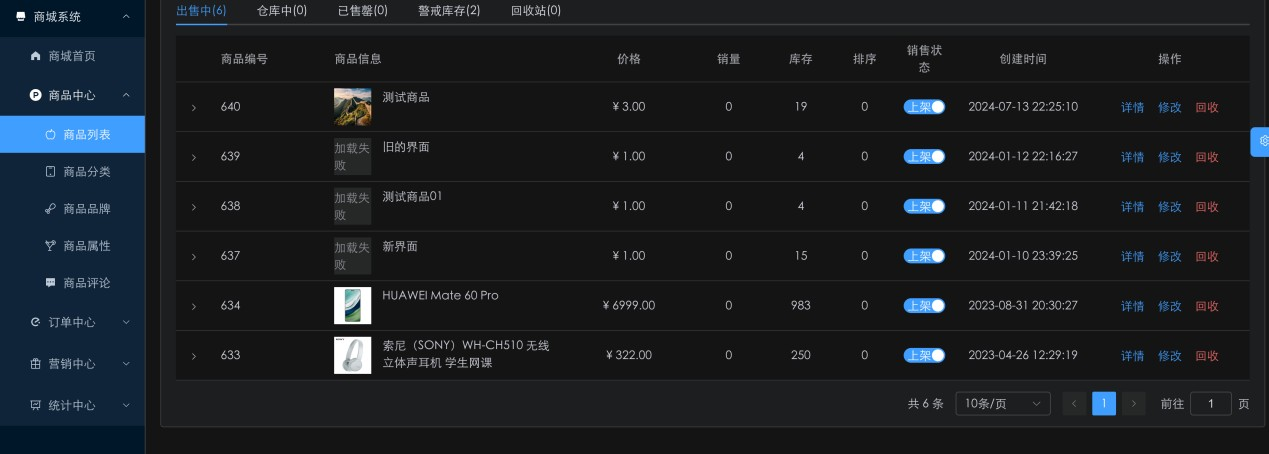 商城系统
商城首页
商品中心
商品列表
商品分类
商品品牌
商品属性
商品评论
订单中心
营销中心
统计中心
出售中(6) 仓库中(0) 已售罄(0) 警戒库存(2) 回收站(0)
商品编号 商品信息 价格 销量 库存 排序 销售状 创建时间 操作
态
640 测试商品 ¥ 3.00 0 19 0 上架 2024-07-13 22:25:10 详情 修改 回收
639 加载失 旧的界面 ¥ 1.00 0 4 0 上架 2024-01-12 22:16:27 详情 修改 回收
败
638 加载失 测试商品01 ¥ 1.00 0 4 0 上架 2024-01-11 21:42:18 详情 修改 回收
败
637 加载失 新界面 ¥ 1.00 0 15 0 上架 2024-01-10 23:39:25 详情 修改 回收
败
634 HUAWEI Mate 60 Pro ¥ 6999.00 0 983 0 上架 2023-08-31 20:30:27 详情 修改 回收
633 索尼（SONY）WH-CH510 无线 ¥ 322.00 0 250 0 上架 2023-04-26 12:29:19 详情 修改 回收
立体声耳机 学生网课
共 6 条 10条/页 1 前往 1 页